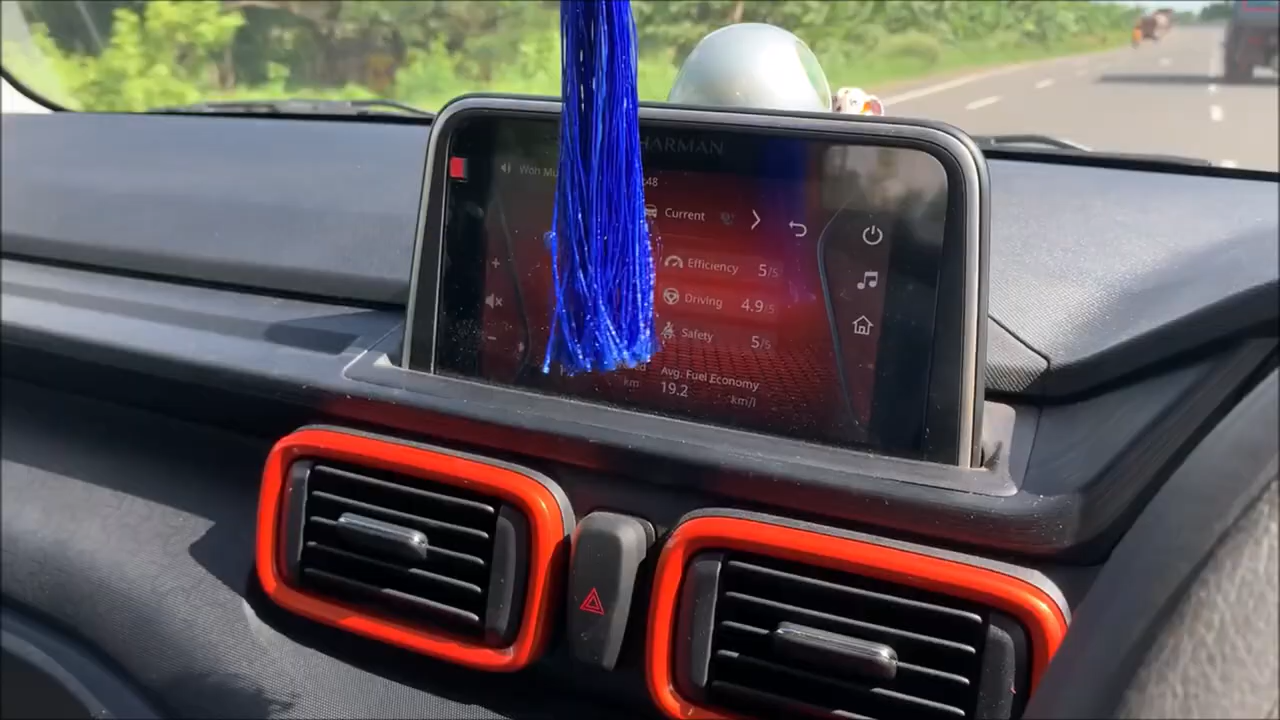 HARMAN
:48
Current
Efficiency 5/5
Driving 4.9/5
Safety 5/5
Avg. Fuel Economy
km 19.2 km/l